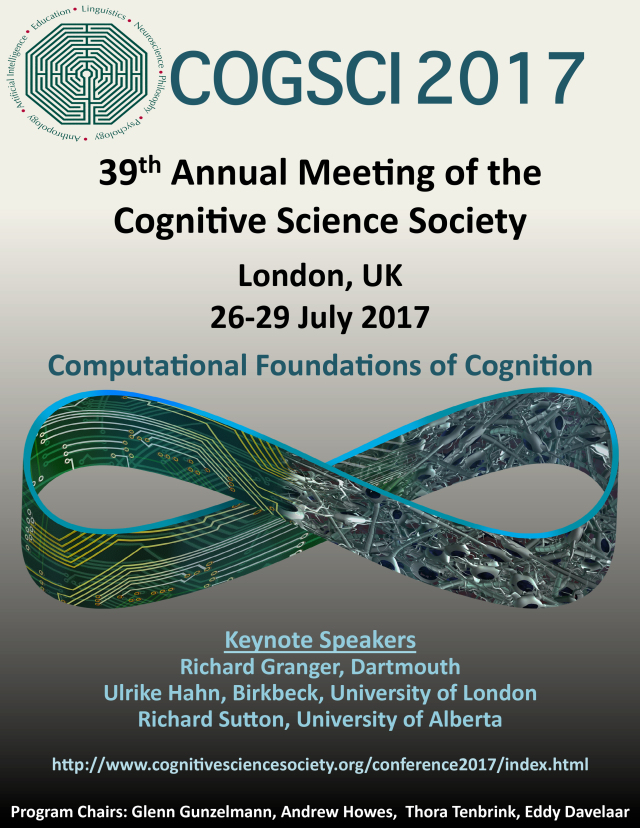 Artificial Intelligence • Education • Linguistics • Neuroscience • Philosophy • Psychology • Anthropology •
COGSCI 2017
39th Annual Meeting of the
Cognitive Science Society
London, UK
26-29 July 2017
Computational Foundations of Cognition
Keynote Speakers
Richard Granger, Dartmouth
Ulrike Hahn, Birkbeck, University of London
Richard Sutton, University of Alberta
http://www.cognitivesciencesociety.org/conference2017/index.html
Program Chairs: Glenn Gunzelmann, Andrew Howes, Thora Tenbrink, Eddy Davelaar